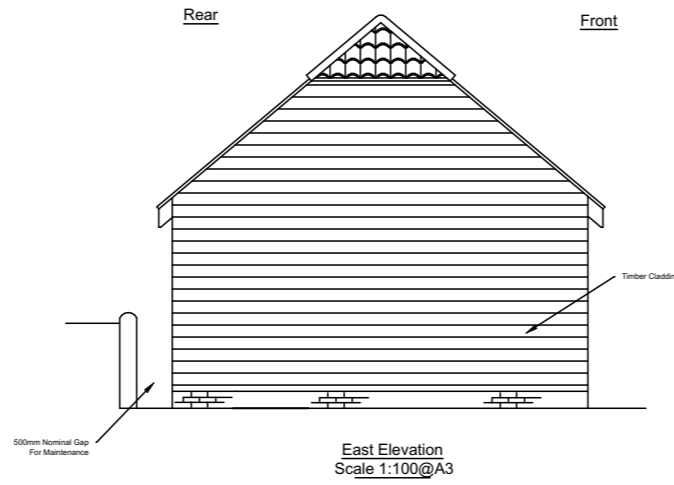 Rear
Front
Timber Claddin
500mm Nominal Gap
For Maintenance
East Elevation
Scale 1:100@A3